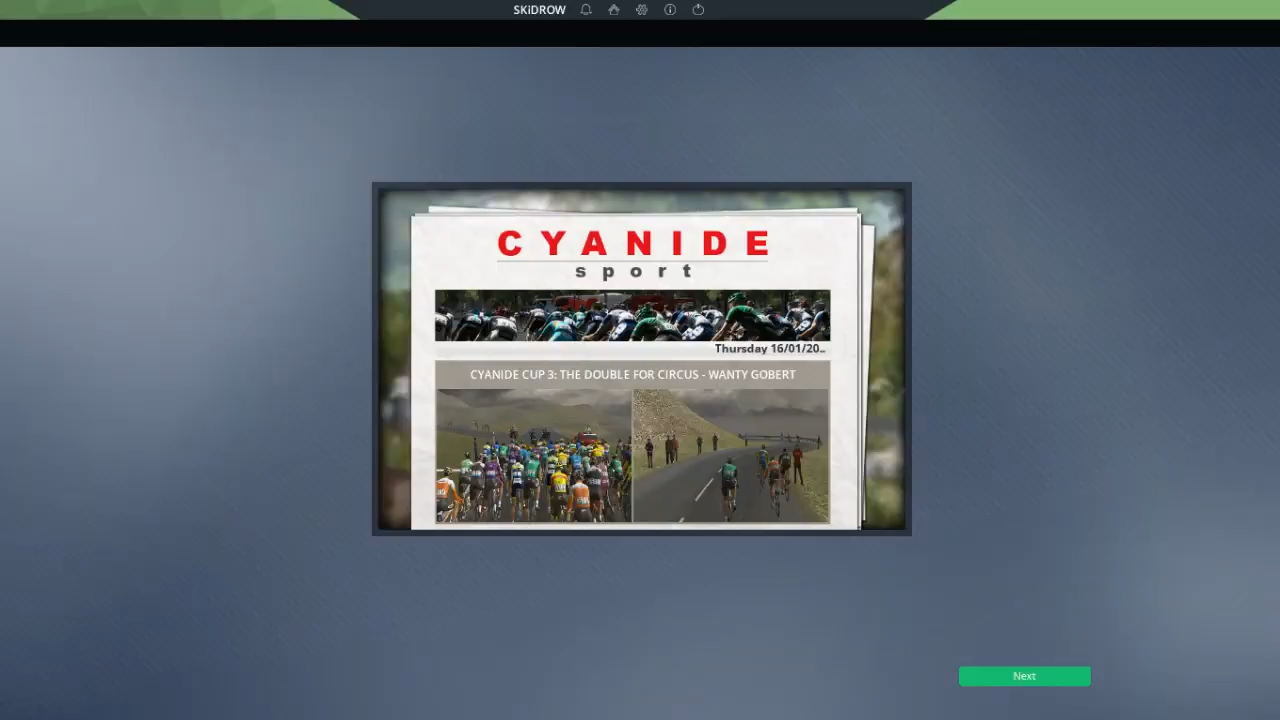 SKiDROW
CYANIDE
sport
Thursday 16/01/20..
CYANIDE CUP 3: THE DOUBLE FOR CIRCUS - WANTY GOBERT
Next